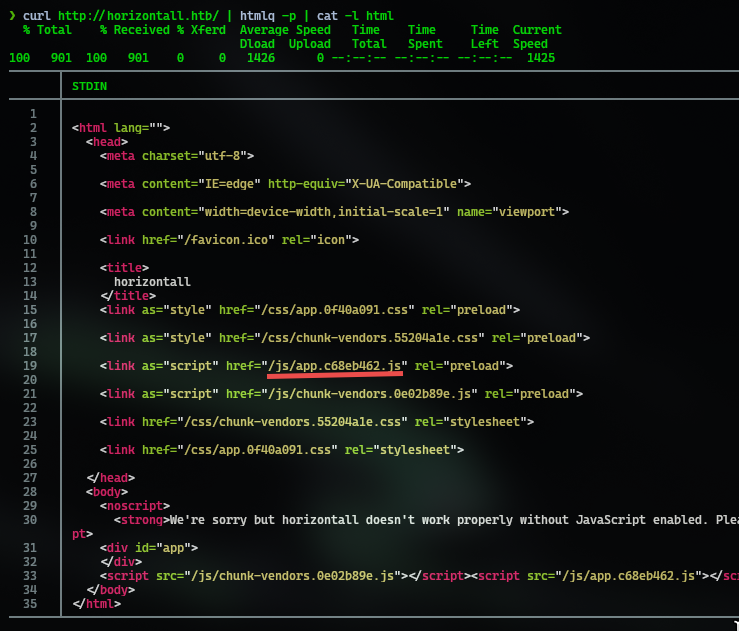 ❯ curl http://horizontall.htb/ | htmlq -p | cat -l html
% Total % Received % Xferd Average Speed Time Time Time Current
Dload Upload Total Spent Left Speed
100 901 100 901 0 0 1426 0 --:--:-- --:--:-- --:--:-- 1425
STDIN
1
2 <html lang="">
3 <head>
4 <meta charset="utf-8">
5
6 <meta content="IE=edge" http-equiv="X-UA-Compatible">
7
8 <meta content="width=device-width,initial-scale=1" name="viewport">
9
10 <link href="/favicon.ico" rel="icon">
11
12 <title>
13 horizontall
14 </title>
15 <link as="style" href="/css/app.0f40a091.css" rel="preload">
16
17 <link as="style" href="/css/chunk-vendors.55204a1e.css" rel="preload">
18
19 <link as="script" href="/js/app.c68eb462.js" rel="preload">
20
21 <link as="script" href="/js/chunk-vendors.0e02b89e.js" rel="preload">
22
23 <link href="/css/chunk-vendors.55204a1e.css" rel="stylesheet">
24
25 <link href="/css/app.0f40a091.css" rel="stylesheet">
26
27 </head>
28 <body>
29 <noscript>
30 <strong>We're sorry but horizontall doesn't work properly without JavaScript enabled. Plea
pt>
31 <div id="app">
32 </div>
33 <script src="/js/chunk-vendors.0e02b89e.js"></script><script src="/js/app.c68eb462.js"></sc
34 </body>
35 </html>